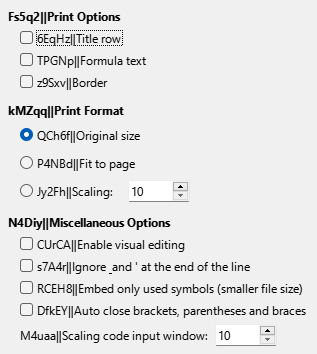 Fs5q2||Print Options
6EqHz||Title row
TPGNp||Formula text
z9Sxv||Border
kMZqq||Print Format
QCh6f||Original size
P4NBd||Fit to page
Jy2Fh||Scaling: 10
N4Diy||Miscellaneous Options
CUrCA||Enable visual editing
s7A4r||Ignore _and ' at the end of the line
RCEH8||Embed only used symbols (smaller file size)
DfkEY||Auto close brackets, parentheses and braces
M4uaa||Scaling code input window: 10